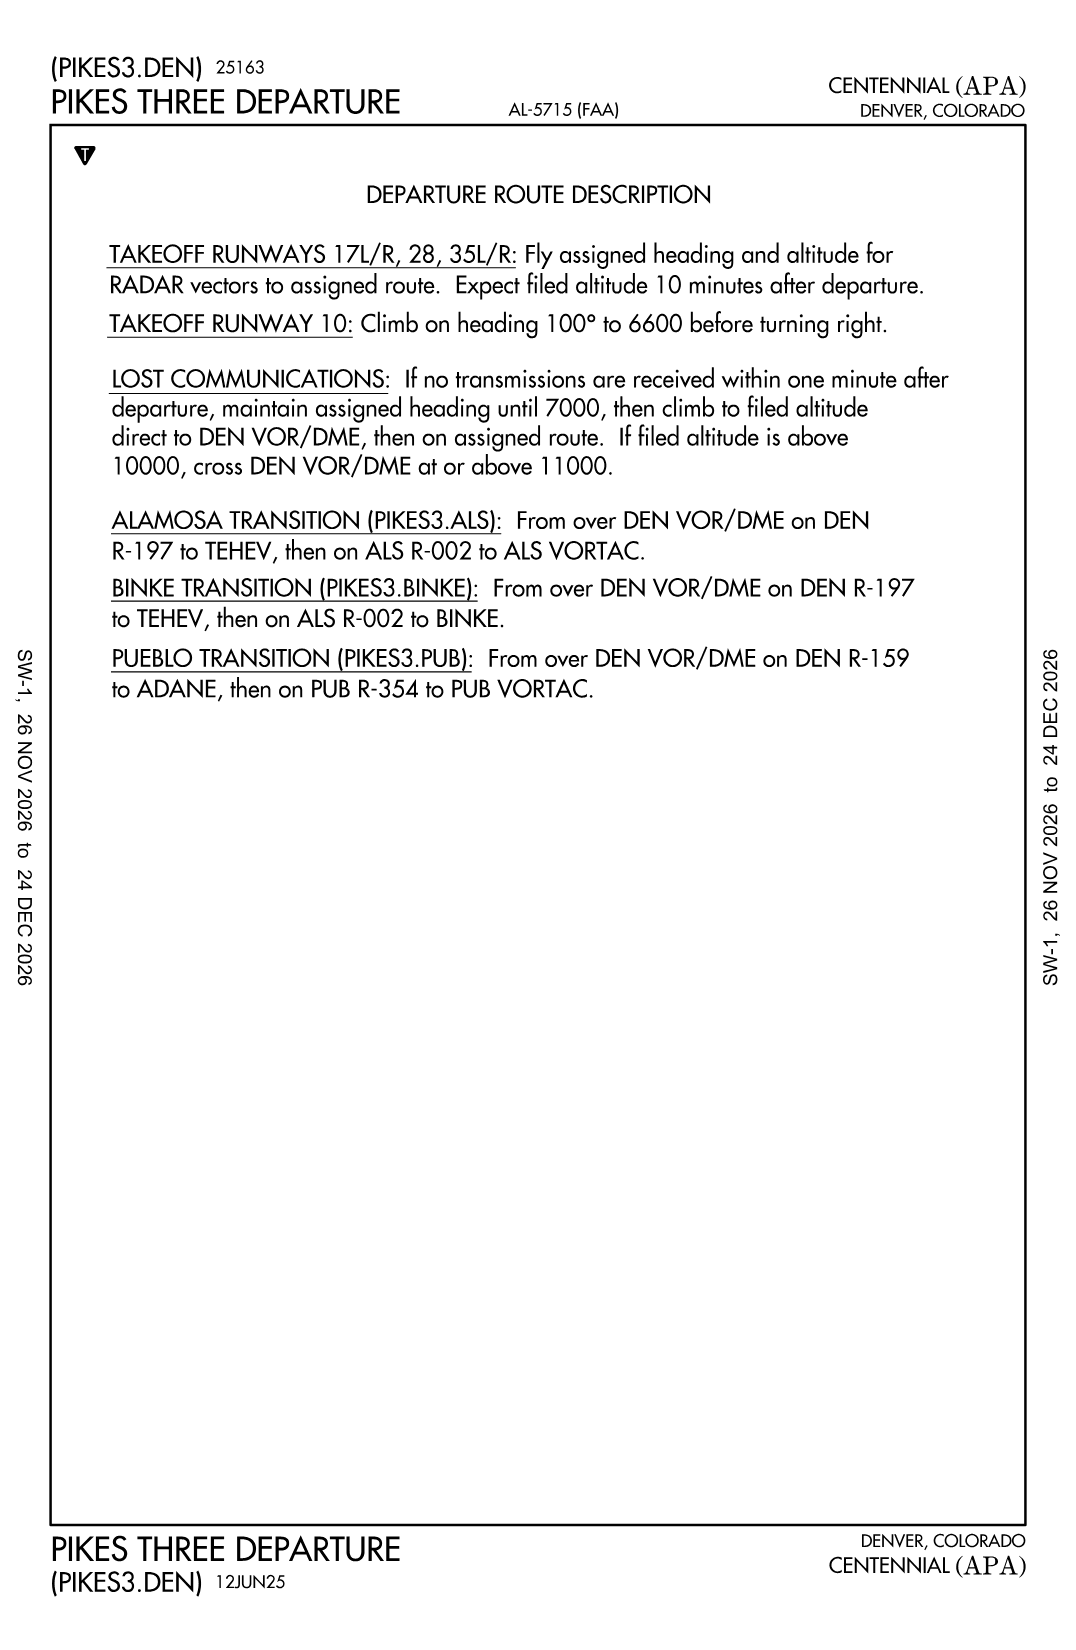 (PIKES3.DEN) 25163
PIKES THREE DEPARTURE
AL-5715 (FAA)
CENTENNIAL (APA)
DENVER, COLORADO
T
DEPARTURE ROUTE DESCRIPTION
TAKEOFF RUNWAYS 17L/R, 28, 35L/R: Fly assigned heading and altitude for
RADAR vectors to assigned route. Expect filed altitude 10 minutes after departure.
TAKEOFF RUNWAY 10: Climb on heading 100° to 6600 before turning right.
LOST COMMUNICATIONS: If no transmissions are received within one minute after
departure, maintain assigned heading until 7000, then climb to filed altitude
direct to DEN VOR/DME, then on assigned route. If filed altitude is above
10000, cross DEN VOR/DME at or above 11000.
ALAMOSA TRANSITION (PIKES3.ALS): From over DEN VOR/DME on DEN
R-197 to TEHEV, then on ALS R-002 to ALS VORTAC.
BINKE TRANSITION (PIKES3.BINKE): From over DEN VOR/DME on DEN R-197
to TEHEV, then on ALS R-002 to BINKE.
PUEBLO TRANSITION (PIKES3.PUB): From over DEN VOR/DME on DEN R-159
to ADANE, then on PUB R-354 to PUB VORTAC.
SW-1, 26 NOV 2026 to 24 DEC 2026
SW-1, 26 NOV 2026 to 24 DEC 2026
PIKES THREE DEPARTURE
(PIKES3.DEN) 12JUN25
DENVER, COLORADO
CENTENNIAL (APA)